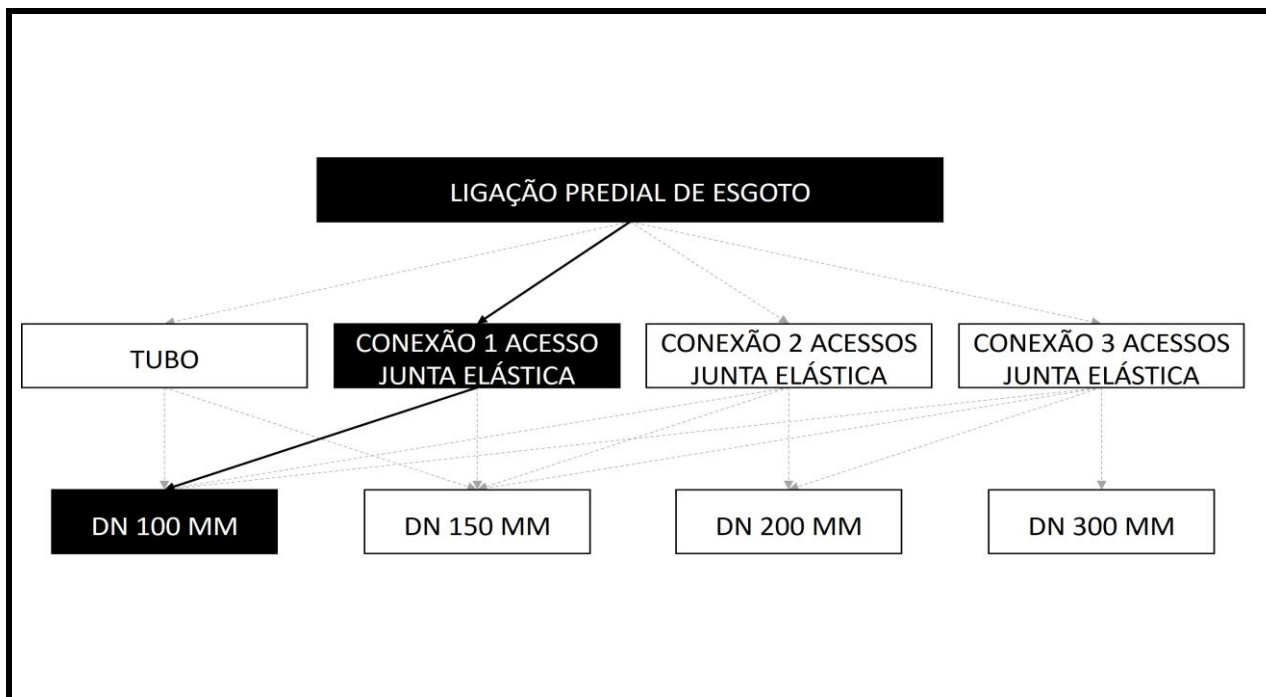 LIGAÇÃO PREDIAL DE ESGOTO
TUBO
CONEXÃO 1 ACESSO
JUNTA ELÁSTICA
CONEXÃO 2 ACESSOS
JUNTA ELÁSTICA
CONEXÃO 3 ACESSOS
JUNTA ELÁSTICA
DN 100 MM
DN 150 MM
DN 200 MM
DN 300 MM